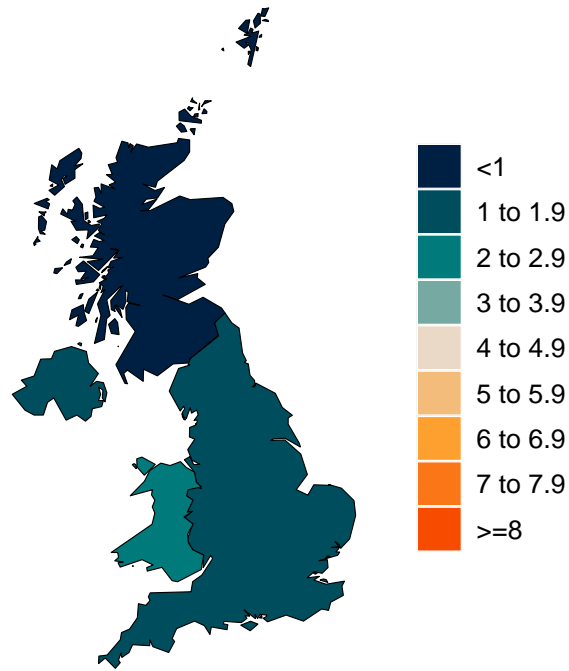 <1
1 to 1.9
2 to 2.9
3 to 3.9
4 to 4.9
5 to 5.9
6 to 6.9
7 to 7.9
>=8